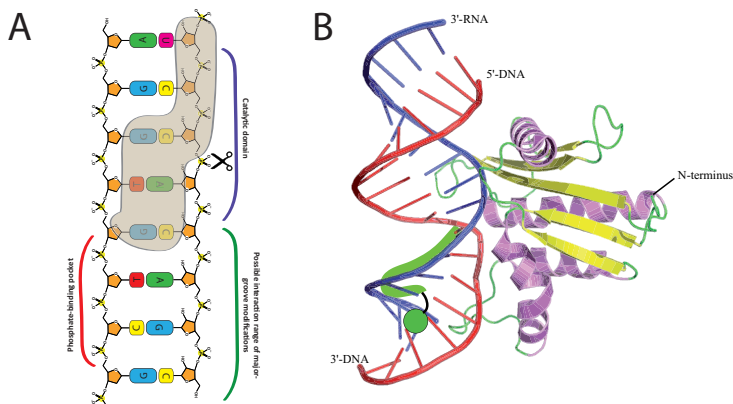 A
A U
G C
G C
T A
G C
T A
C G
G C
Catalytic domain
Phosphate-binding pocket
Possible interaction range of major-
groove modifications
B
3'-RNA
5'-DNA
N-terminus
3'-DNA